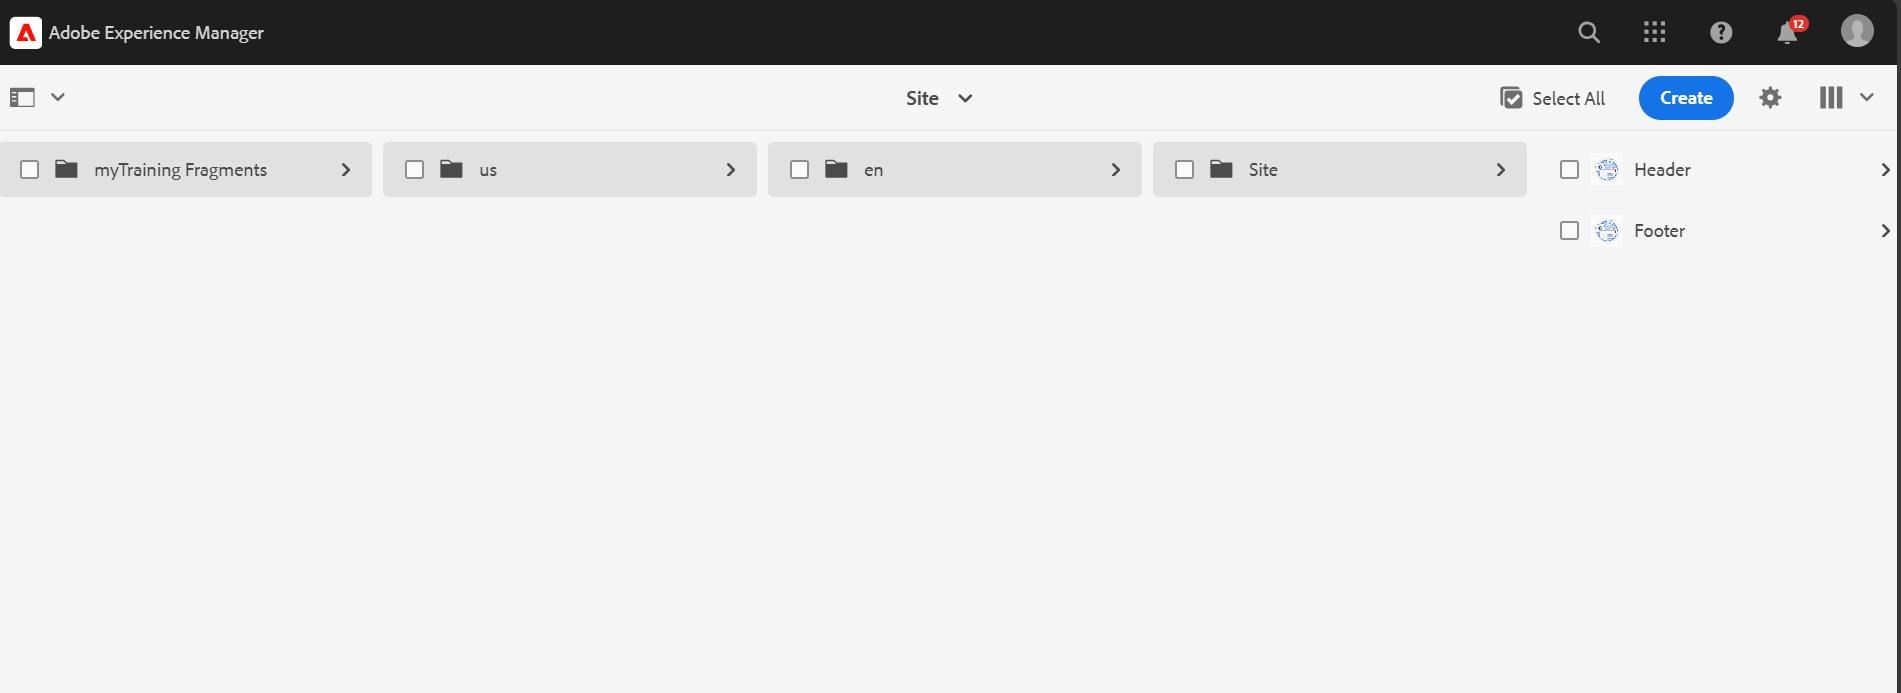 Adobe Experience Manager
12
Site
Select All
Create
myTraining Fragments
us
en
Site
Header
Footer